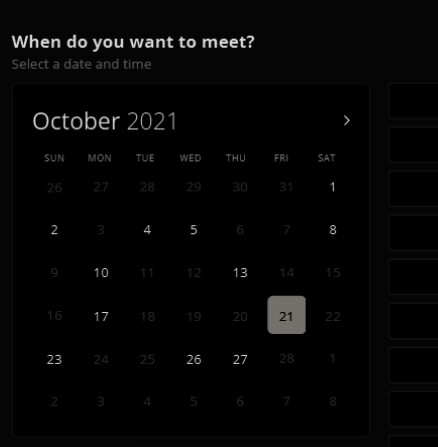 When do you want to meet?
Select a date and time
October 2021
SUN MON TUE WED THU FRI SAT
26 27 28 29 30 31 1
2 3 4 5 6 7 8
9 10 11 12 13 14 15
16 17 18 19 20 21 22
23 24 25 26 27 28 1
2 3 4 5 6 7 8